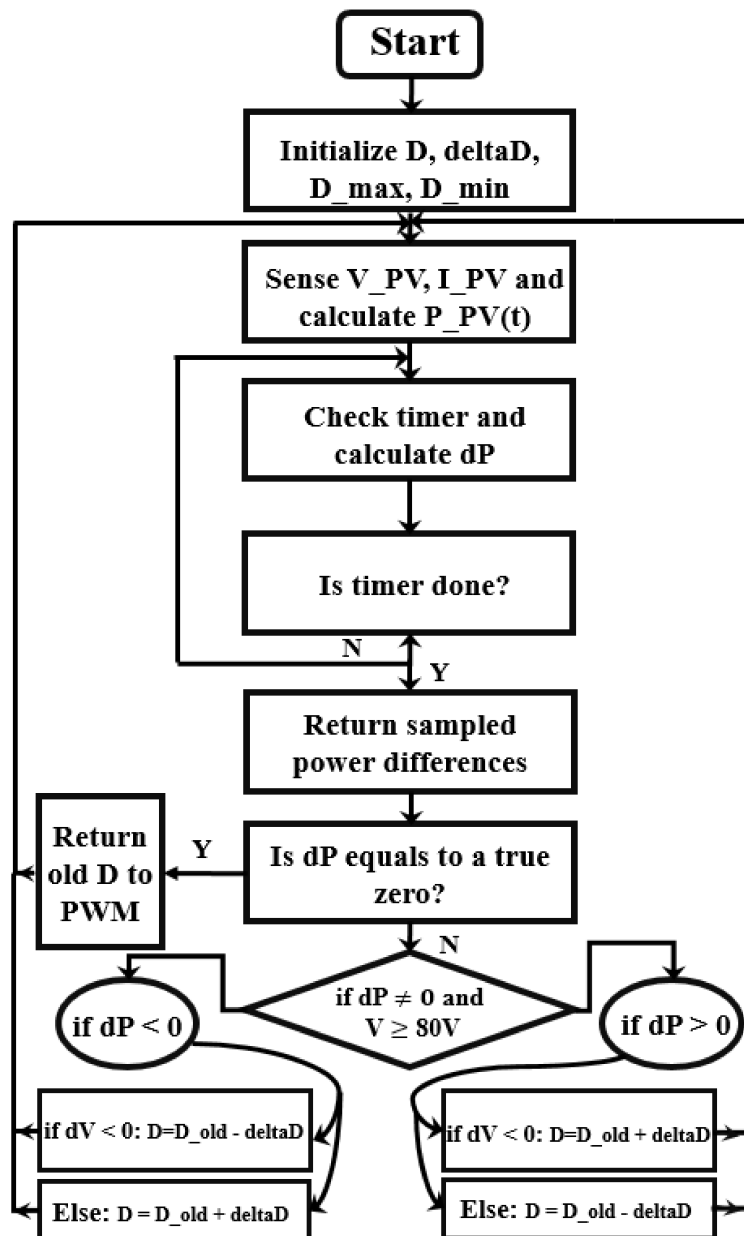 Start
Initialize D, deltaD,
D_max, D_min
Sense V_PV, I_PV and
calculate P_PV(t)
Check timer and
calculate dP
Is timer done?
N
Y
Return sampled
power differences
Return
old D to
PWM
Y
Is dP equals to a true
zero?
N
if dP < 0
if dP ≠ 0 and
V ≥ 80V
if dP > 0
if dV < 0: D=D_old - deltaD
if dV < 0: D=D_old + deltaD
Else: D = D_old + deltaD
Else: D = D_old - deltaD